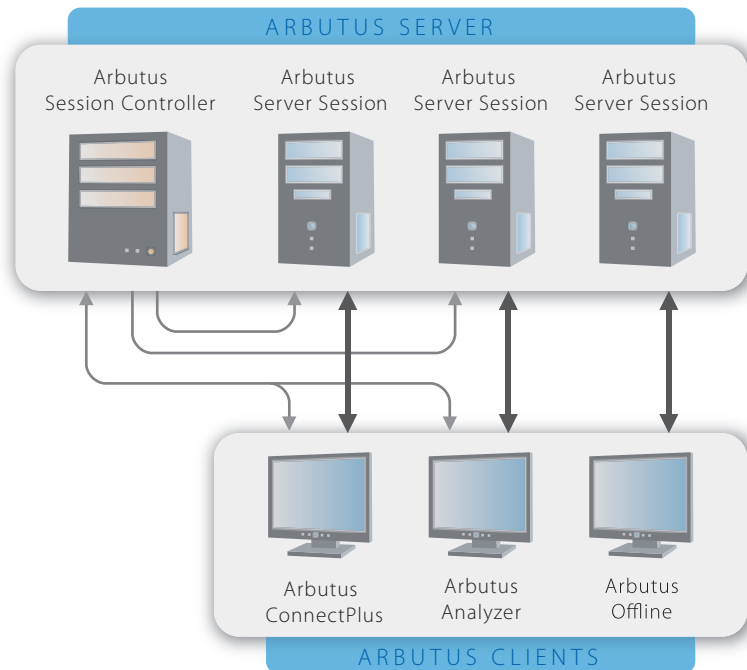 ARBUTUS SERVER
Arbutus
Session Controller
Arbutus
Server Session
Arbutus
Server Session
Arbutus
Server Session
Arbutus
ConnectPlus
Arbutus
Analyzer
Arbutus
Offline
ARBUTUS CLIENTS